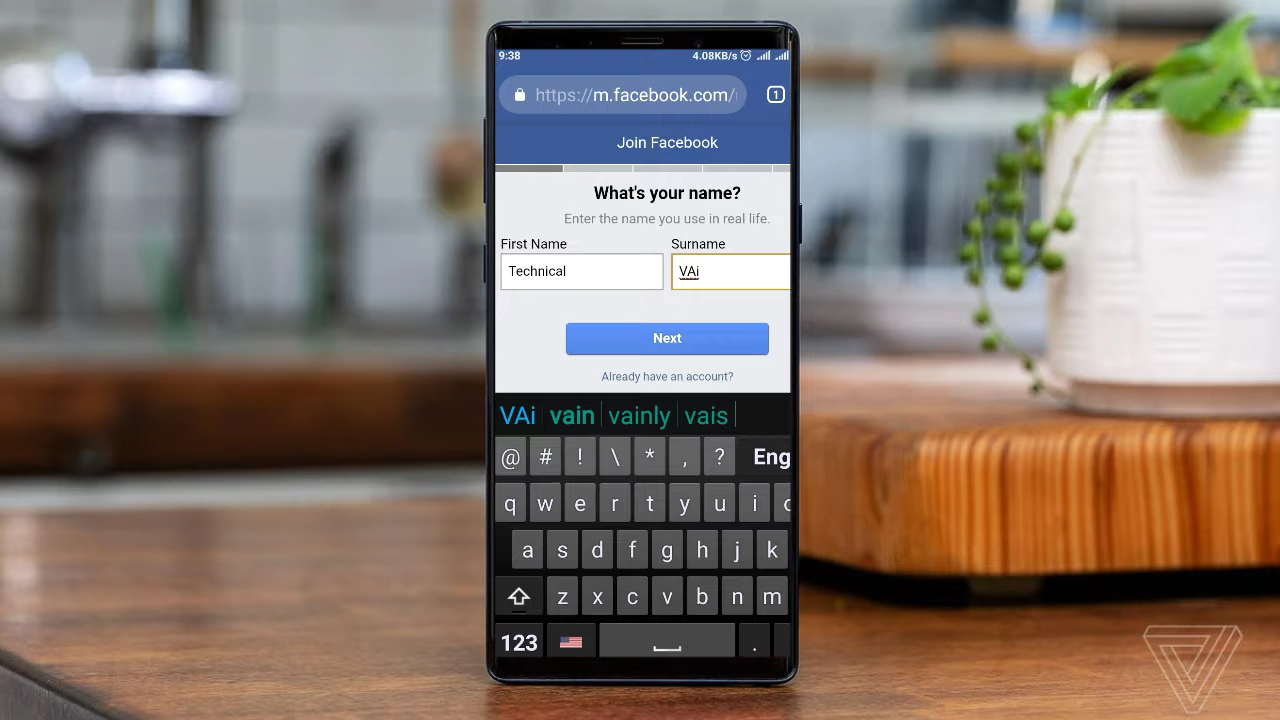 9:38 4.08KB/s
https://m.facebook.com/ 1
Join Facebook
What's your name?
Enter the name you use in real life.
First Name Surname
Technical VAi
Next
Already have an account?
VAi vain vainly vais
@ # ! \ * , ? Eng
q w e r t y u i
a s d f g h j k
z x c v b n m
123 .